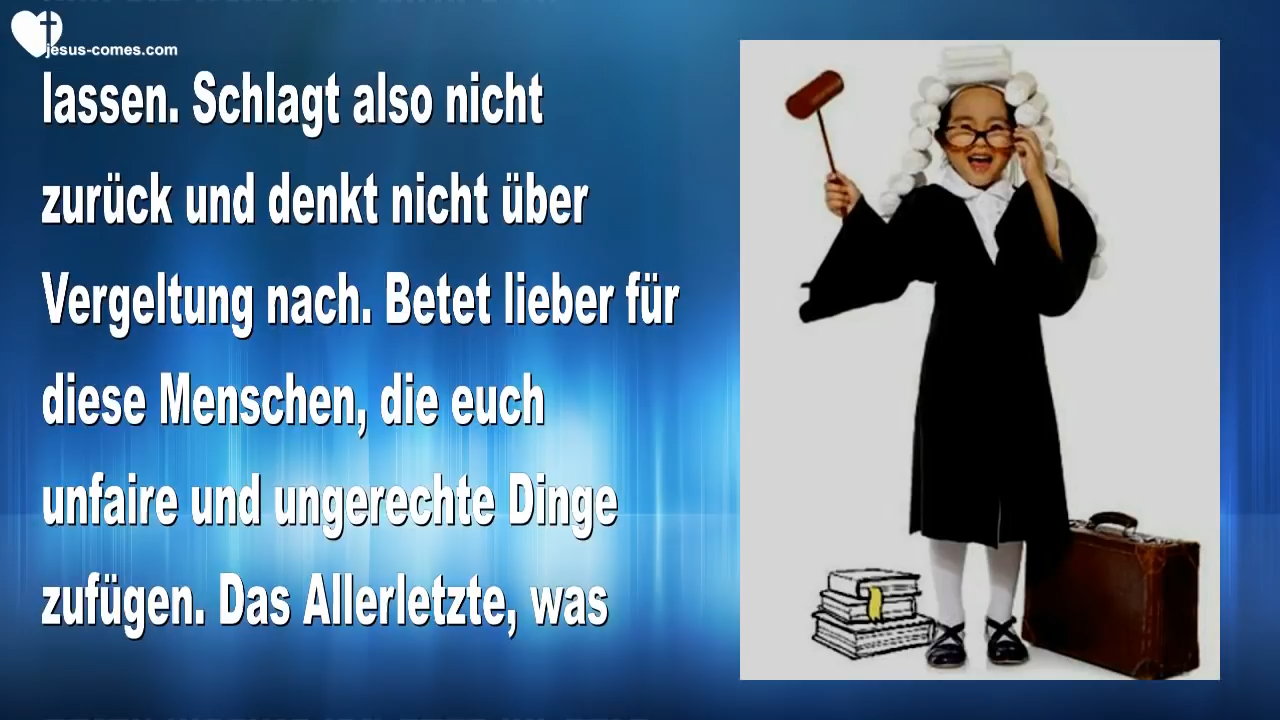 jesus-comes.com
lassen. Schlagt also nicht
zurück und denkt nicht über
Vergeltung nach. Betet lieber für
diese Menschen, die euch
unfaire und ungerechte Dinge
zufügen. Das Allerletzte, was